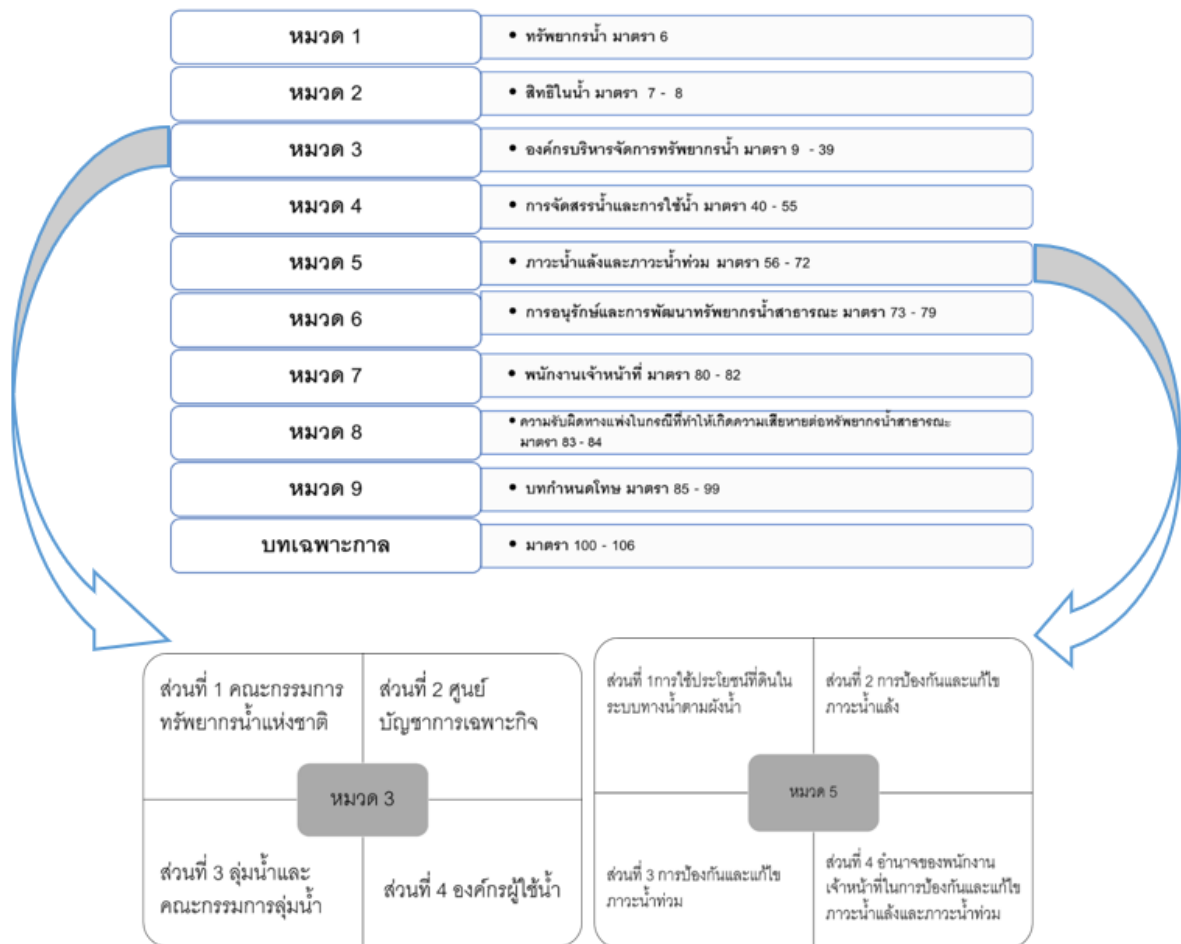 หมวด 1
• ทรัพยากรน้ำ มาตรา 6
หมวด 2
• สิทธิในน้ำ มาตรา 7 - 8
หมวด 3
• องค์กรบริหารจัดการทรัพยากรน้ำ มาตรา 9 - 39
หมวด 4
• การจัดสรรน้ำและการใช้น้ำ มาตรา 40 - 55
หมวด 5
• ภาวะน้ำแล้งและภาวะน้ำท่วม มาตรา 56 - 72
หมวด 6
• การอนุรักษ์และการพัฒนาทรัพยากรน้ำสาธารณะ มาตรา 73 - 79
หมวด 7
• พนักงานเจ้าหน้าที่ มาตรา 80 - 82
หมวด 8
• ความรับผิดทางแพ่งในกรณีที่ทำให้เกิดความเสียหายต่อทรัพยากรน้ำสาธารณะ
มาตรา 83 - 84
หมวด 9
• บทกำหนดโทษ มาตรา 85 - 99
บทเฉพาะกาล
• มาตรา 100 - 106
ส่วนที่ 1 คณะกรรมการ
ทรัพยากรน้ำแห่งชาติ
ส่วนที่ 2 ศูนย์
บัญชาการเฉพาะกิจ
หมวด 3
ส่วนที่ 3 ลุ่มน้ำและ
คณะกรรมการลุ่มน้ำ
ส่วนที่ 4 องค์กรผู้ใช้น้ำ
ส่วนที่ 1การใช้ประโยชน์ที่ดินใน
ระบบทางน้ำตามผังน้ำ
ส่วนที่ 2 การป้องกันและแก้ไข
ภาวะน้ำแล้ง
หมวด 5
ส่วนที่ 3 การป้องกันและแก้ไข
ภาวะน้ำท่วม
ส่วนที่ 4 อำนาจของพนักงาน
เจ้าหน้าที่ในการป้องกันและแก้ไข
ภาวะน้ำแล้งและภาวะน้ำท่วม